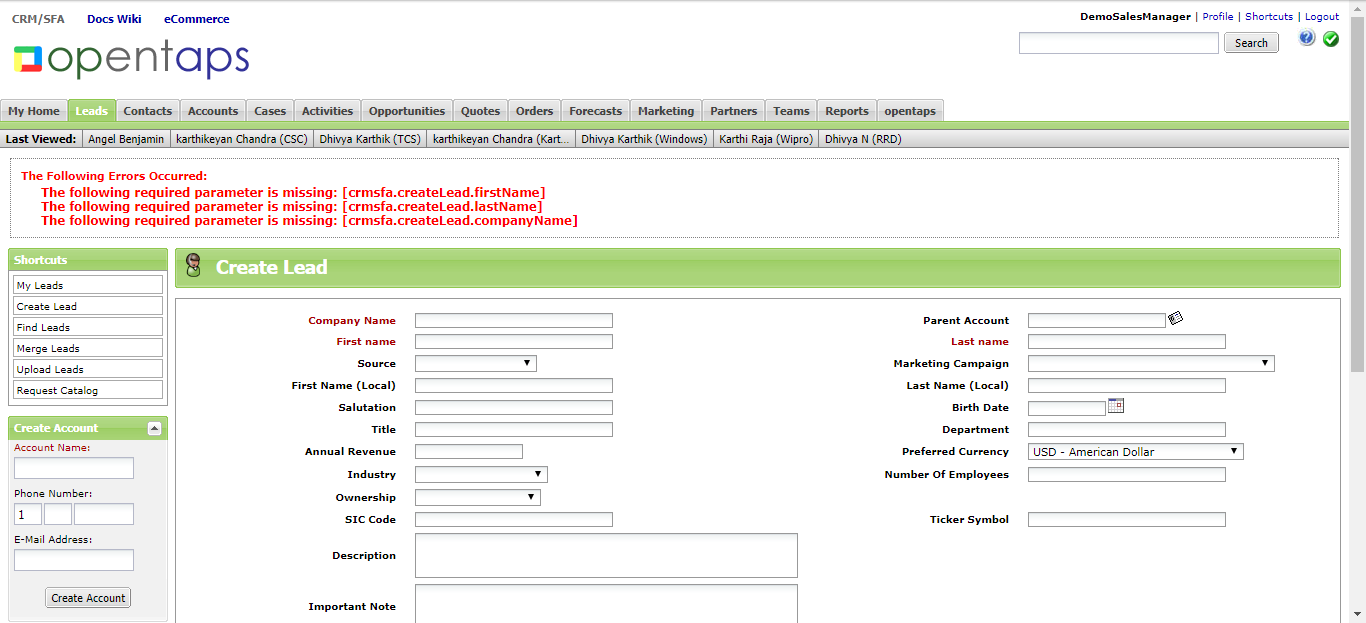 CRM/SFA Docs Wiki eCommerce
DemoSalesManager | Profile | Shortcuts | Logout
opentaps
Search
My Home Leads Contacts Accounts Cases Activities Opportunities Quotes Orders Forecasts Marketing Partners Teams Reports opentaps
Last Viewed: Angel Benjamin karthikeyan Chandra (CSC) Dhivya Karthik (TCS) karthikeyan Chandra (Kart... Dhivya Karthik (Windows) Karthi Raja (Wipro) Dhivya N (RRD)
The Following Errors Occurred:
The following required parameter is missing: [crmsfa.createLead.firstName]
The following required parameter is missing: [crmsfa.createLead.lastName]
The following required parameter is missing: [crmsfa.createLead.companyName]
Shortcuts
My Leads
Create Lead
Find Leads
Merge Leads
Upload Leads
Request Catalog
Create Account
Account Name:
Phone Number:
1
E-Mail Address:
Create Account
Create Lead
Company Name Parent Account
First name Last name
Source Marketing Campaign
First Name (Local) Last Name (Local)
Salutation Birth Date
Title Department
Annual Revenue Preferred Currency USD - American Dollar
Industry Number Of Employees
Ownership
SIC Code Ticker Symbol
Description
Important Note